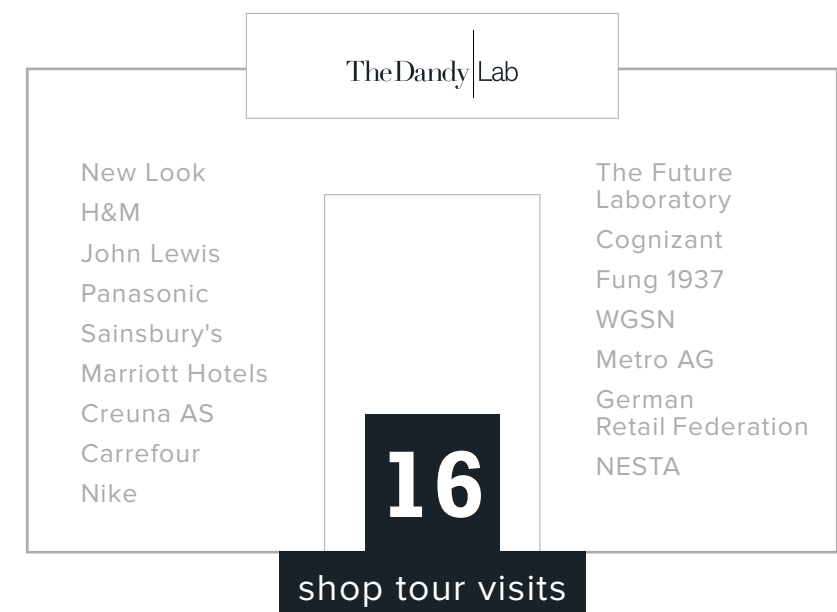 The Dandy Lab
New Look
H&M
John Lewis
Panasonic
Sainsbury's
Marriott Hotels
Creuna AS
Carrefour
Nike
The Future
Laboratory
Cognizant
Fung 1937
WGSN
Metro AG
German
Retail Federation
NESTA
16
shop tour visits